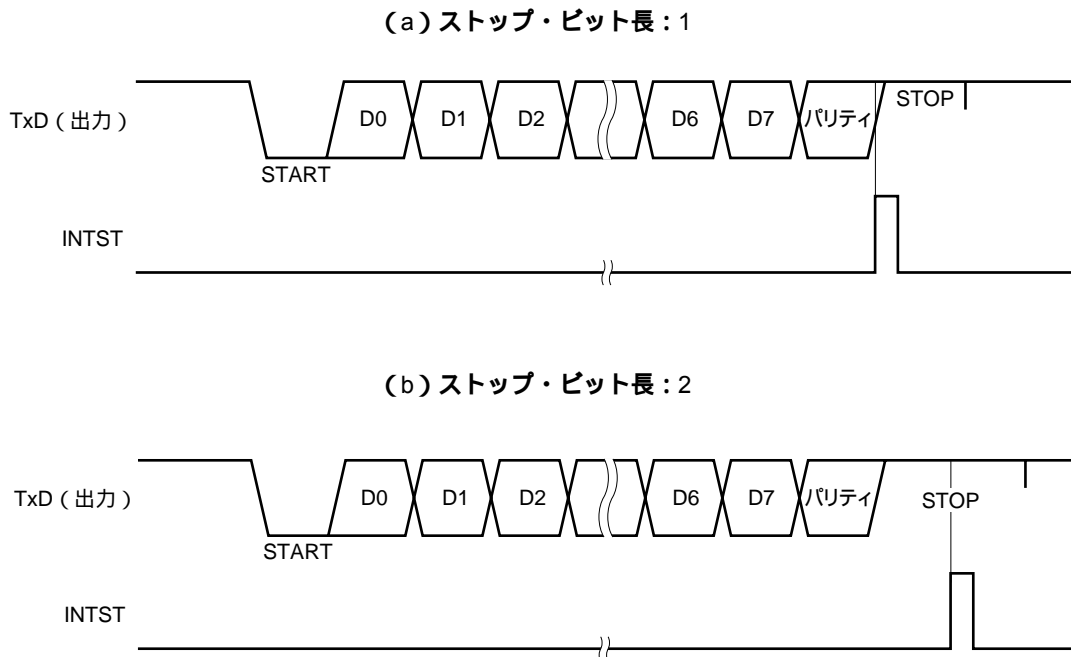 (a)ストップ・ビット長:1
TxD(出力)
D0 D1 D2 D6 D7 パリティ STOP
START
INTST
(b)ストップ・ビット長:2
TxD(出力)
D0 D1 D2 D6 D7 パリティ STOP
START
INTST